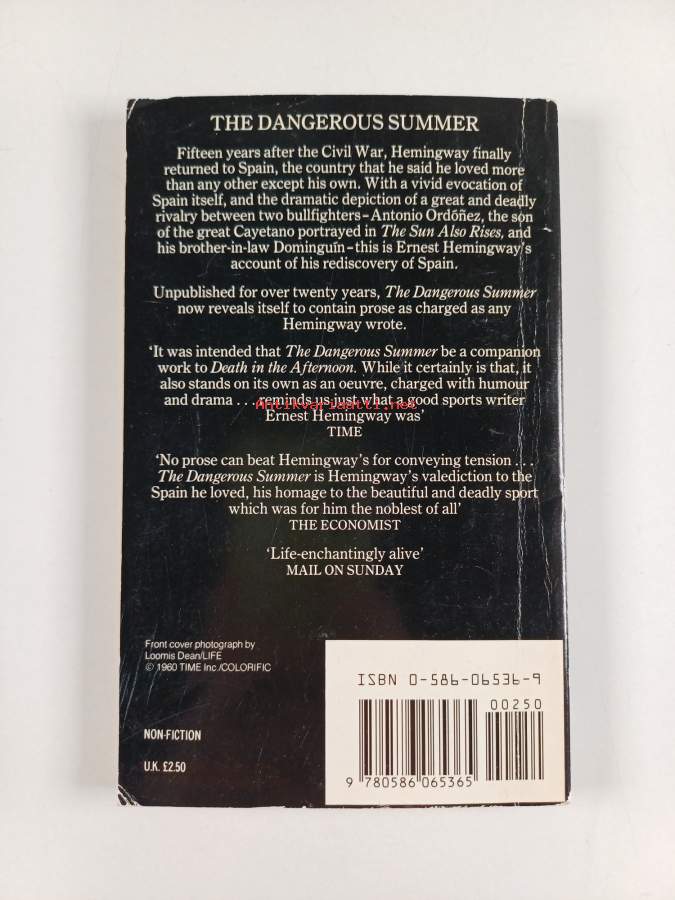 THE DANGEROUS SUMMER
Fifteen years after the Civil War, Hemingway finally
returned to Spain, the country that he said he loved more
than any other except his own. With a vivid evocation of
Spain itself, and the dramatic depiction of a great and deadly
rivalry between two bullfighters–Antonio Ordóñez, the son
of the great Cayetano portrayed in The Sun Also Rises, and
his brother-in-law Dominguín–this is Ernest Hemingway's
account of his rediscovery of Spain.
Unpublished for over twenty years, The Dangerous Summer
now reveals itself to contain prose as charged as any
Hemingway wrote.
'It was intended that The Dangerous Summer be a companion
work to Death in the Afternoon. While it certainly is that, it
also stands on its own as an oeuvre, charged with humour
and drama . . . reminds us just what a good sports writer
Antikvariaatti.net
Ernest Hemingway was'
TIME
'No prose can beat Hemingway's for conveying tension . . .
The Dangerous Summer is Hemingway's valediction to the
Spain he loved, his homage to the beautiful and deadly sport
which was for him the noblest of all'
THE ECONOMIST
'Life-enchantingly alive'
MAIL ON SUNDAY
Front cover photograph by
Loomis Dean/LIFE
© 1960 TIME Inc./COLORIFIC
NON-FICTION
U.K. £2.50
ISBN 0-586-06536-9
00250
9 780586 065365